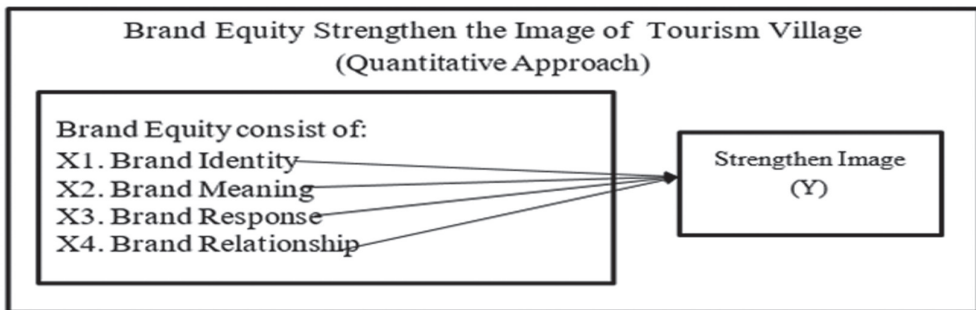 Brand Equity Strengthen the Image of Tourism Village
(Quantitative Approach)
Brand Equity consist of:
X1. Brand Identity
X2. Brand Meaning
X3. Brand Response
X4. Brand Relationship
Strengthen Image
(Y)